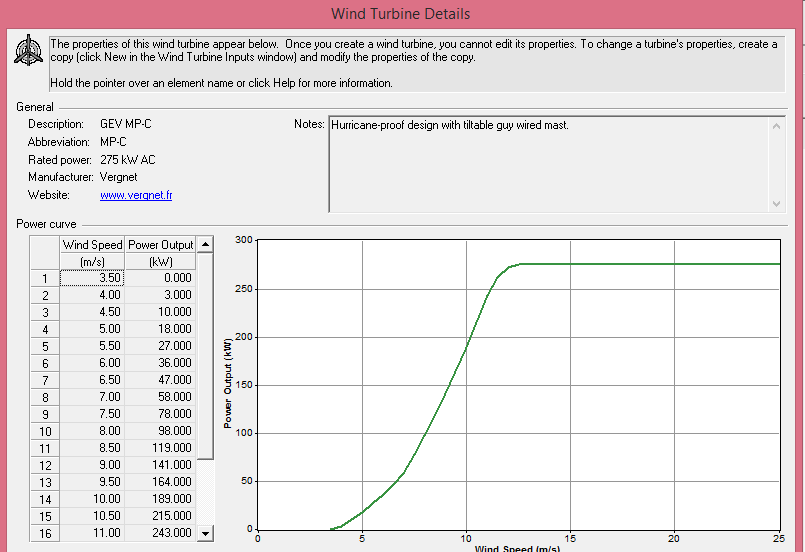 Wind Turbine Details
The properties of this wind turbine appear below.  Once you create a wind turbine, you cannot edit its properties. To change a turbine's properties, create a
copy (click New in the Wind Turbine Inputs window) and modify the properties of the copy.
Hold the pointer over an element name or click Help for more information.
General
Description: GEV MP-C
Abbreviation: MP-C
Rated power: 275 kW AC
Manufacturer: Vergnet
Website: www.vergnet.fr
Notes: Hurricane-proof design with tiltable guy wired mast.
Power curve
Wind Speed Power Output
(m/s) (kW)
1 3.50 0.000
2 4.00 3.000
3 4.50 10.000
4 5.00 18.000
5 5.50 27.000
6 6.00 36.000
7 6.50 47.000
8 7.00 58.000
9 7.50 78.000
10 8.00 98.000
11 8.50 119.000
12 9.00 141.000
13 9.50 164.000
14 10.00 189.000
15 10.50 215.000
16 11.00 243.000
Power Output (kW)
300
250
200
150
100
50
0
0 5 10 15 20 25
Wind Speed (m/s)